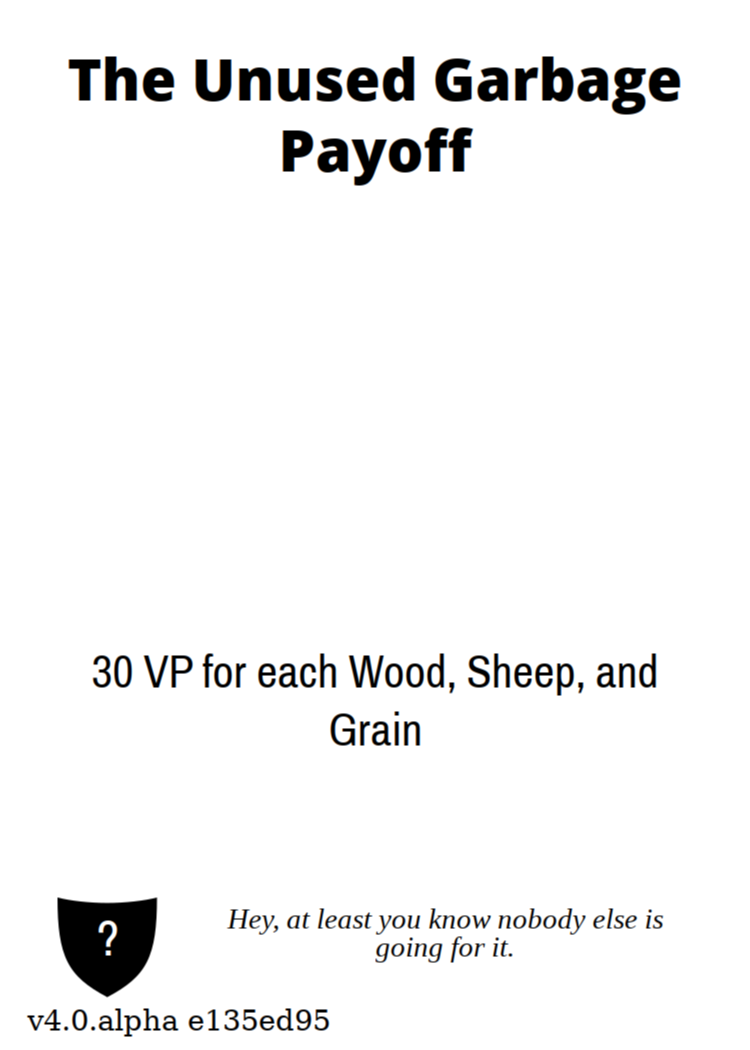 The Unused Garbage
Payoff
30 VP for each Wood, Sheep, and
Grain
?
Hey, at least you know nobody else is
going for it.
v4.0.alpha e135ed95